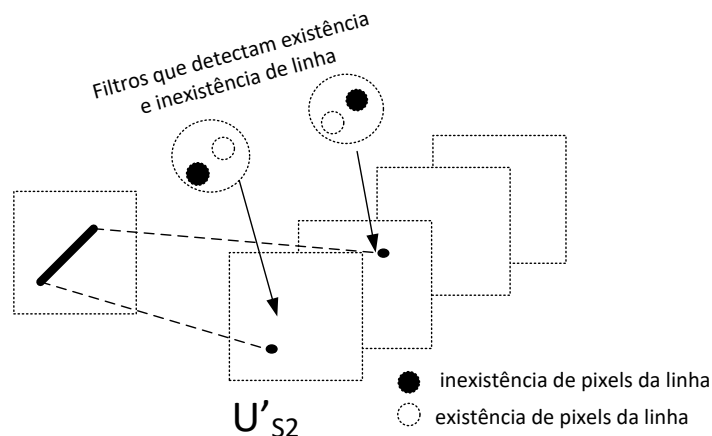 Filtros que detectam existência
e inexistência de linha
inexistência de pixels da linha
existência de pixels da linha
U'S2